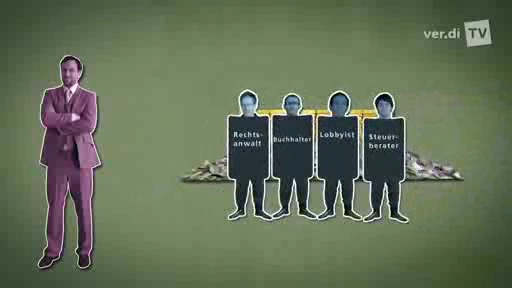 ver.di TV
Rechts-
anwalt
Buchhalter
Lobbyist
Steuer-
berater